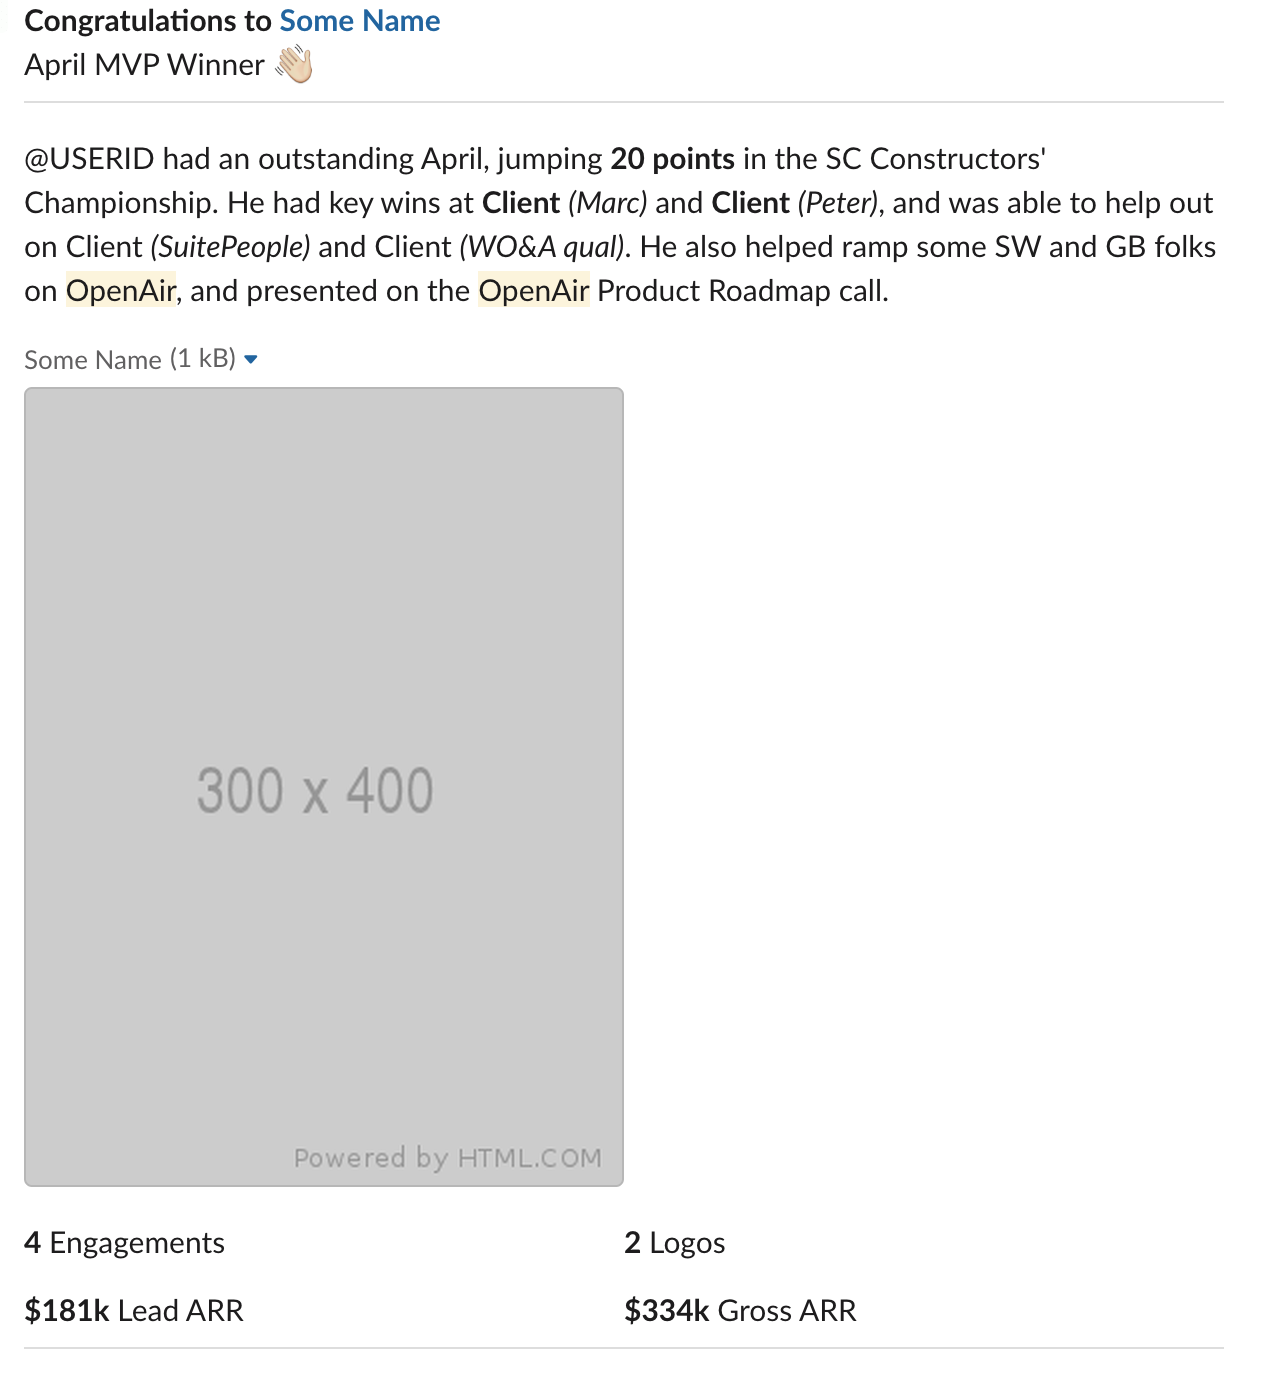 Congratulations to Some Name
April MVP Winner 👋🏼
@USERID had an outstanding April, jumping 20 points in the SC Constructors'
Championship. He had key wins at Client (Marc) and Client (Peter), and was able to help out
on Client (SuitePeople) and Client (WO&A qual). He also helped ramp some SW and GB folks
on OpenAir, and presented on the OpenAir Product Roadmap call.
Some Name (1 kB)
300 x 400
Powered by HTML.COM
4 Engagements
2 Logos
$181k Lead ARR
$334k Gross ARR